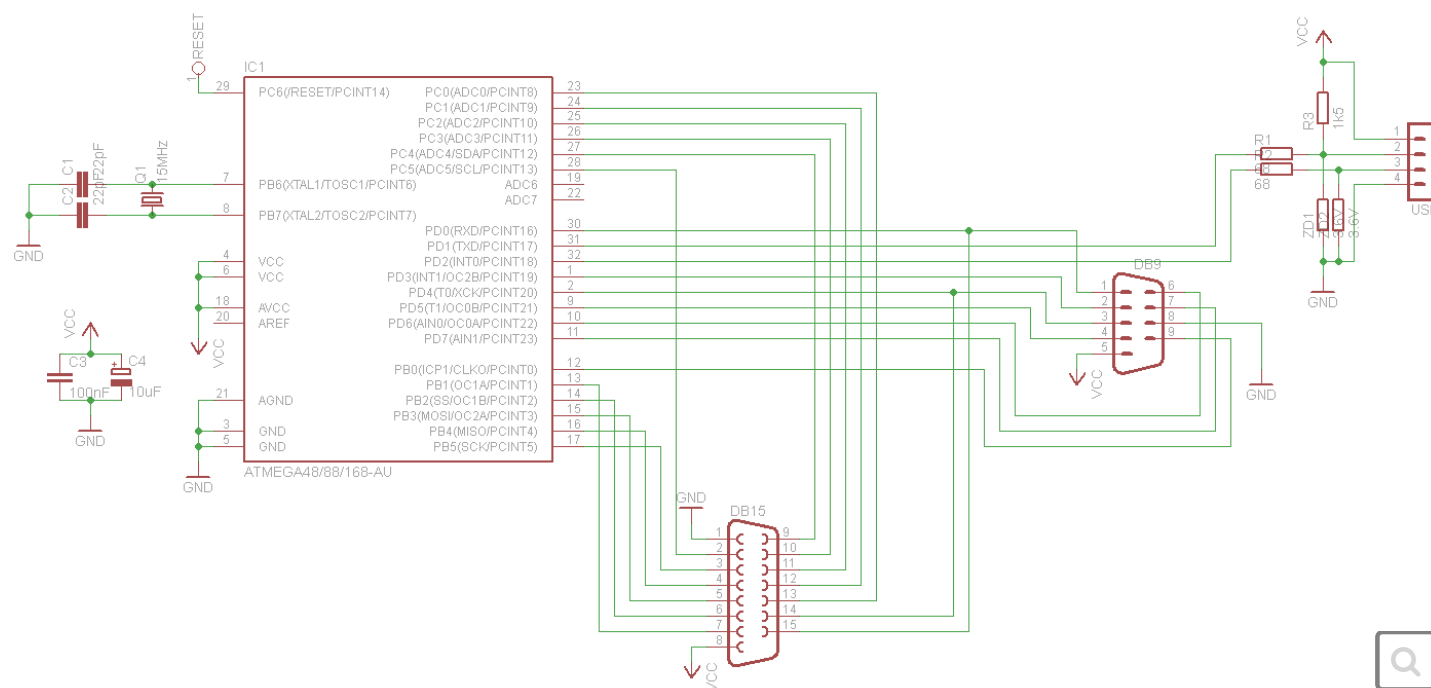 RESET
1
IC1
29 PC6(/RESET/PCINT14)
7 PB6(XTAL1/TOSC1/PCINT6)
8 PB7(XTAL2/TOSC2/PCINT7)
4 VCC
6 VCC
18 AVCC
20 AREF
21 AGND
3 GND
5 GND
PC0(ADC0/PCINT8) 23
PC1(ADC1/PCINT9) 24
PC2(ADC2/PCINT10) 25
PC3(ADC3/PCINT11) 26
PC4(ADC4/SDA/PCINT12) 27
PC5(ADC5/SCL/PCINT13) 28
ADC6 19
ADC7 22
PD0(RXD/PCINT16) 30
PD1(TXD/PCINT17) 31
PD2(INT0/PCINT18) 32
PD3(INT1/OC2B/PCINT19) 1
PD4(T0/XCK/PCINT20) 2
PD5(T1/OC0B/PCINT21) 9
PD6(AIN0/OC0A/PCINT22) 10
PD7(AIN1/PCINT23) 11
PB0(ICP1/CLKO/PCINT0) 12
PB1(OC1A/PCINT1) 13
PB2(SS/OC1B/PCINT2) 14
PB3(MOSI/OC2A/PCINT3) 15
PB4(MISO/PCINT4) 16
PB5(SCK/PCINT5) 17
ATMEGA48/88/168-AU
C1 22pF
C2 22pF
Q1
15MHz
GND
VCC
GND
VCC
C3
100nF
C4
+
10uF
GND
GND
DB15
1 9
2 10
3 11
4 12
5 13
6 14
7 15
8
VCC
DB9
1 6
2 7
3 8
4 9
5
VCC
GND
VCC
R3
1k5
R1
R2
68
68
ZD1
ZD2
3.6V
3.6V
GND
1
2
3
4